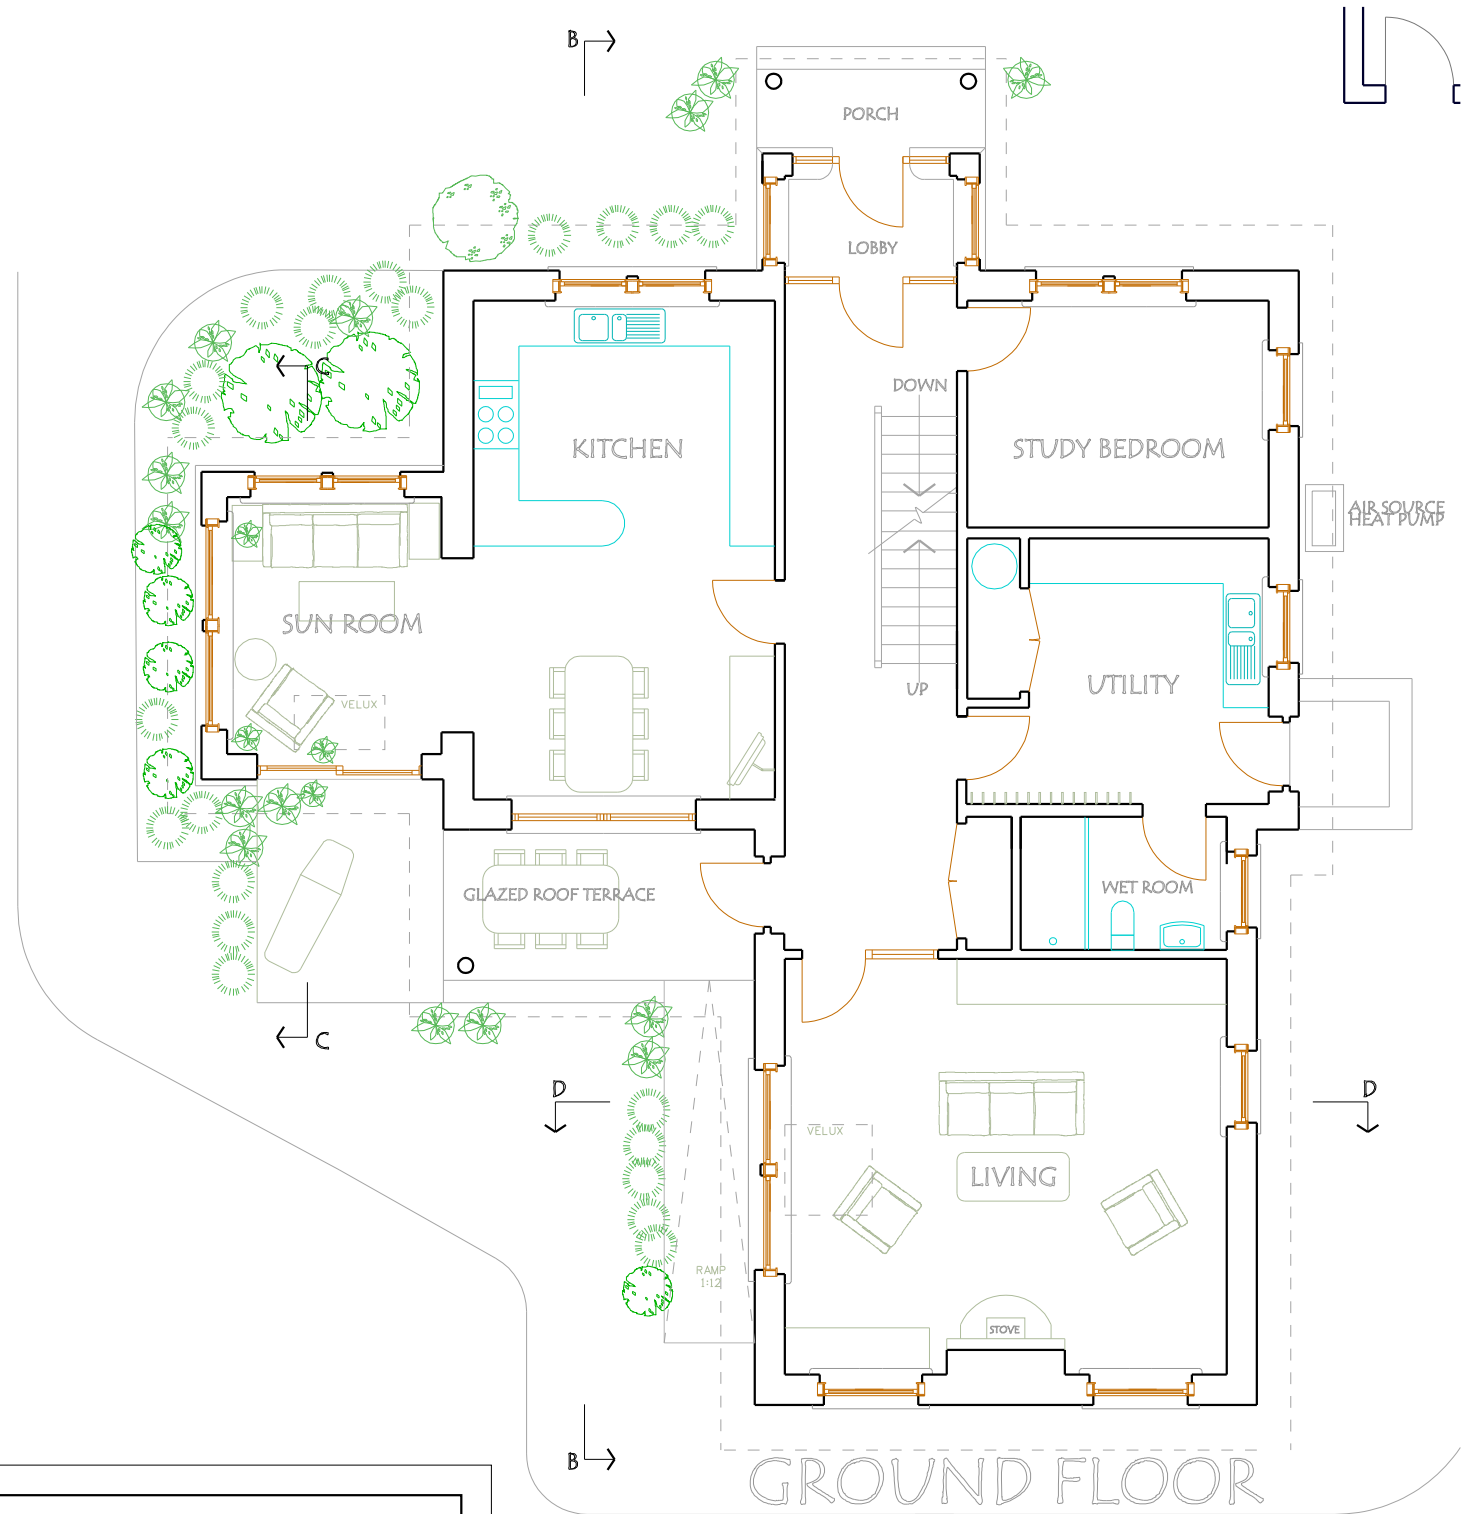 B
PORCH
LOBBY
C
DOWN
KITCHEN
STUDY BEDROOM
AIR SOURCE
HEAT PUMP
SUN ROOM
UTILITY
UP
VELUX
WET ROOM
GLAZED ROOF TERRACE
C
D
D
VELUX
LIVING
RAMP
1:12
STOVE
B
GROUND FLOOR